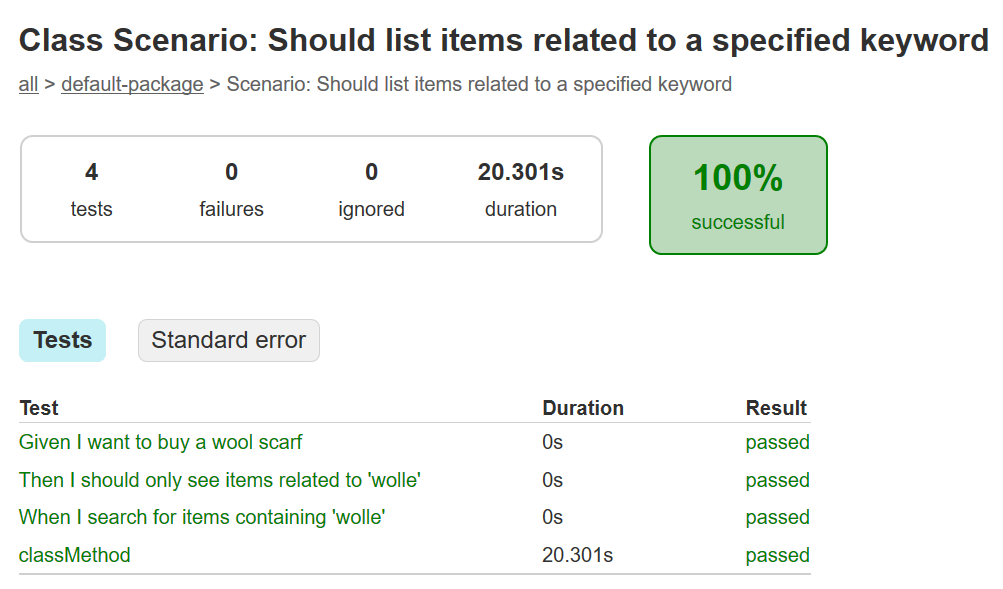 Class Scenario: Should list items related to a specified keyword
all > default-package > Scenario: Should list items related to a specified keyword
4 0 0 20.301s
tests failures ignored duration
100%
successful
Tests Standard error
Test Duration Result
Given I want to buy a wool scarf 0s passed
Then I should only see items related to 'wolle' 0s passed
When I search for items containing 'wolle' 0s passed
classMethod 20.301s passed